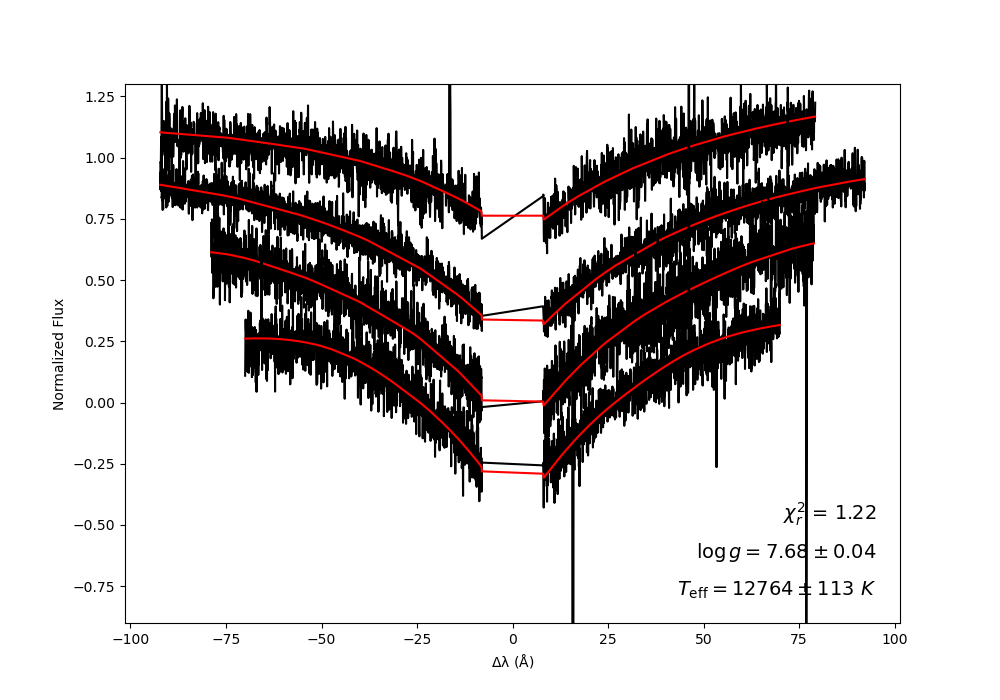 Normalized Flux
1.25
1.00
0.75
0.50
0.25
0.00
−0.25
−0.50
−0.75
χ²ᵣ = 1.22
log g = 7.68 ± 0.04
T_eff = 12764 ± 113 K
−100 −75 −50 −25 0 25 50 75 100
Δλ (Å)